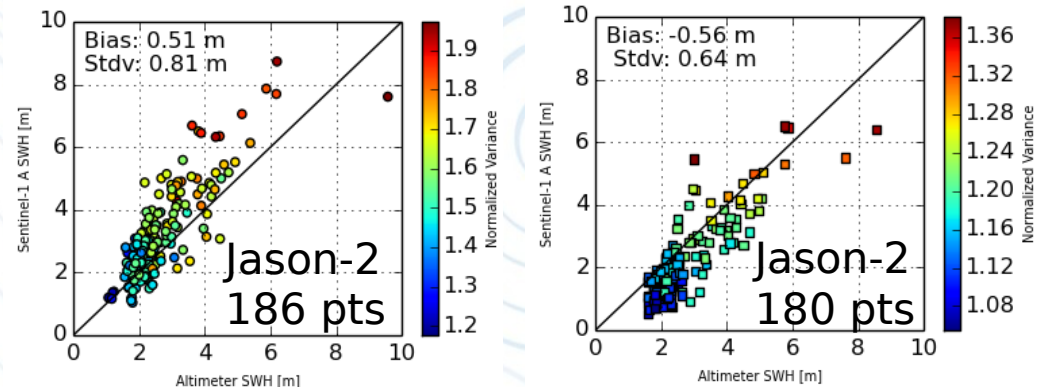 Bias: 0.51 m
Stdv: 0.81 m
Jason-2
186 pts
10
8
6
4
2
0
Sentinel-1 A SWH [m]
0 2 4 6 8 10
Altimeter SWH [m]
1.9
1.8
1.7
1.6
1.5
1.4
1.3
1.2
Normalized Variance
Bias: -0.56 m
Stdv: 0.64 m
Jason-2
180 pts
10
8
6
4
2
0
Sentinel-1 A SWH [m]
0 2 4 6 8 10
Altimeter SWH [m]
1.36
1.32
1.28
1.24
1.20
1.16
1.12
1.08
Normalized Variance